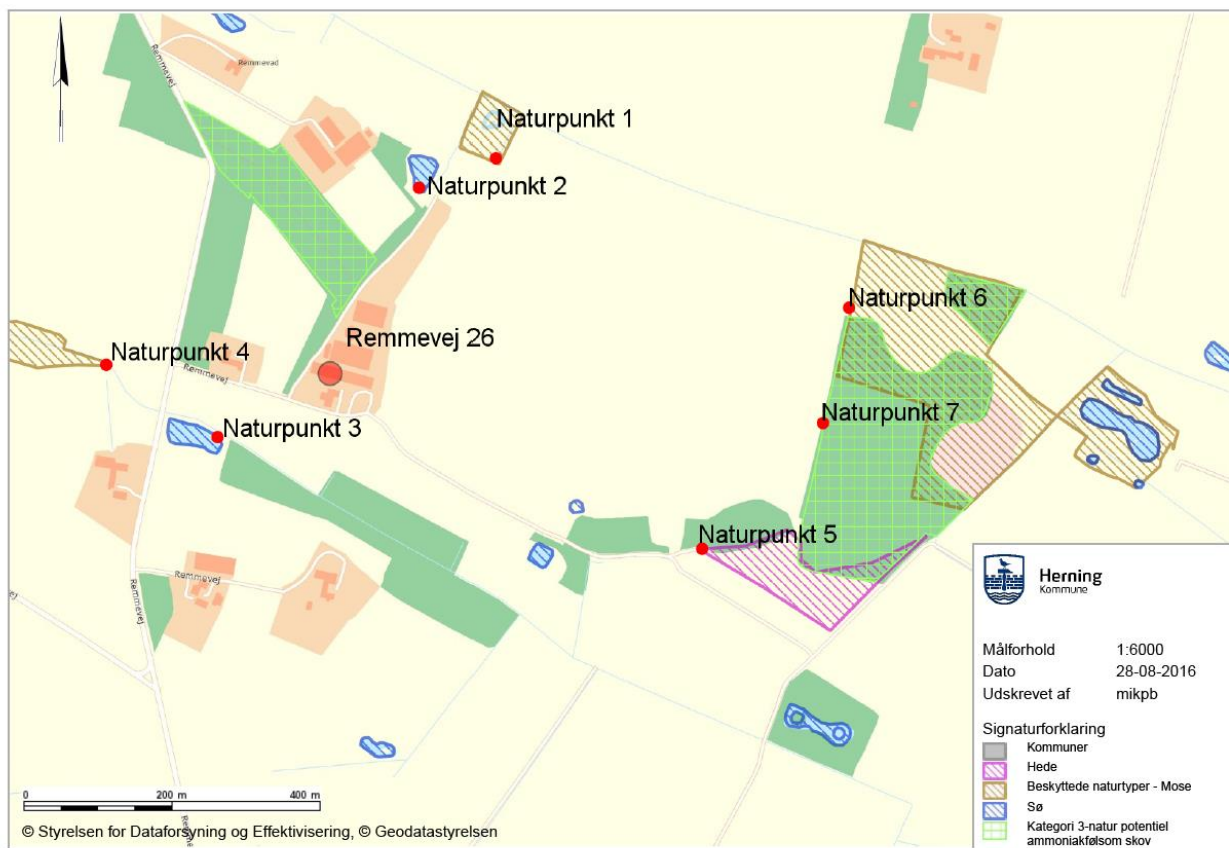 Remmevej
Remmevad
Naturpunkt 1
Naturpunkt 2
Naturpunkt 6
Remmevej 26
Naturpunkt 4
Remmevej
Naturpunkt 7
Naturpunkt 3
Naturpunkt 5
Remmevej
Remmevej
Herning
Kommune
Målforhold 1:6000
Dato 28-08-2016
Udskrevet af mikpb
Signaturforklaring
Kommuner
Hede
Beskyttede naturtyper - Mose
Sø
Kategori 3-natur potentiel
ammoniakfølsom skov
0 200 m 400 m
© Styrelsen for Dataforsyning og Effektivisering, © Geodatastyrelsen